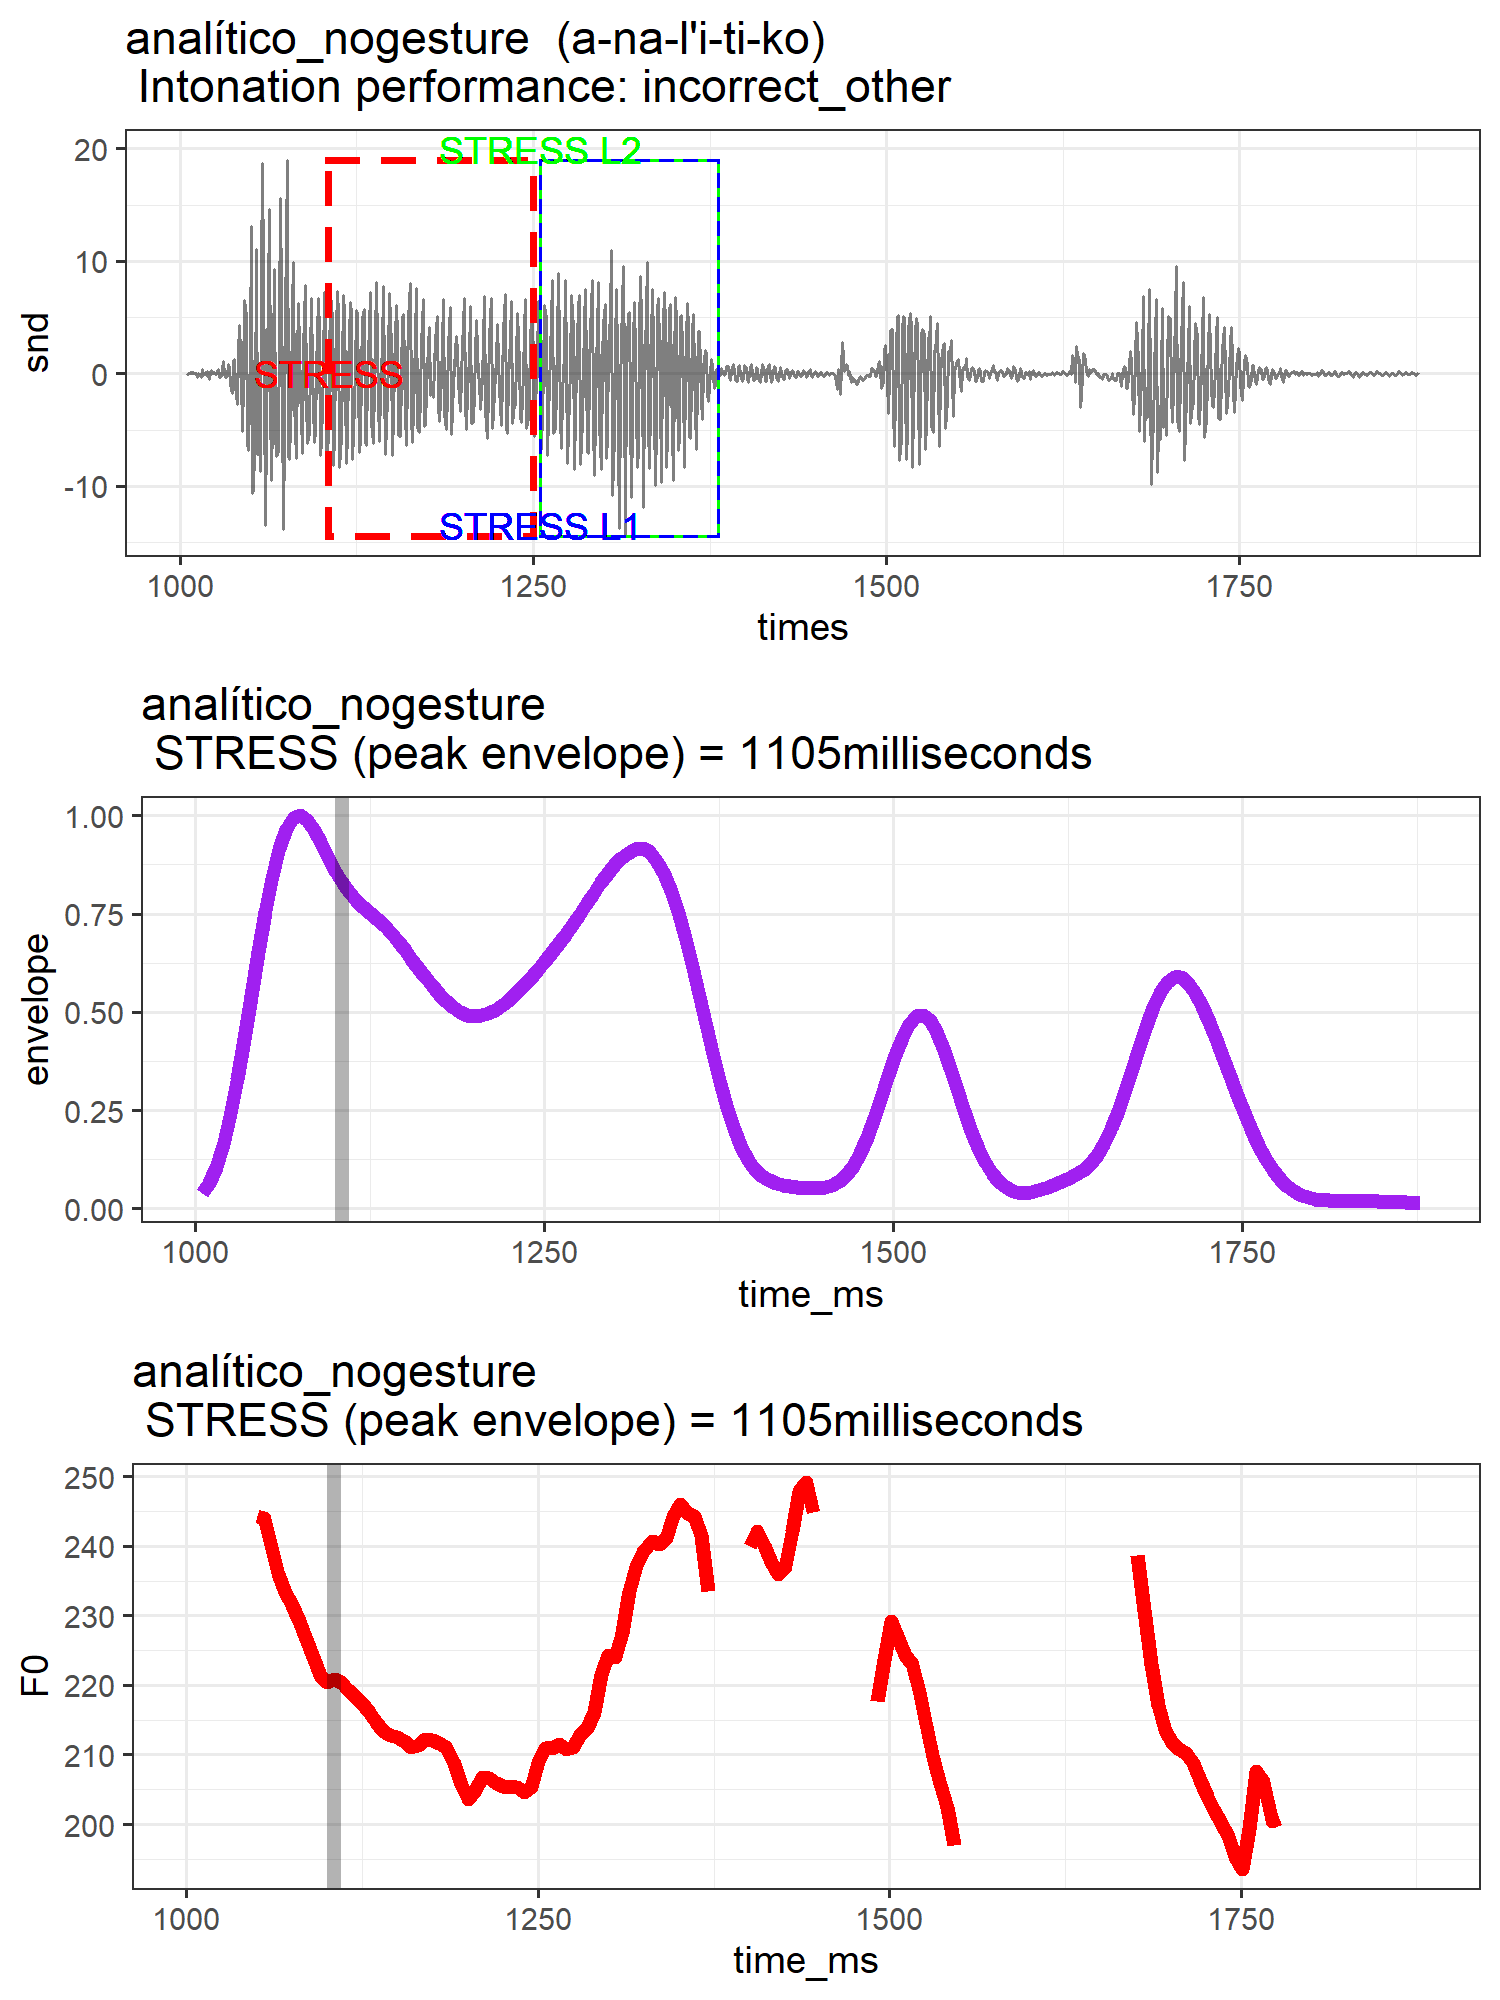 analítico_nogesture  (a-na-l'i-ti-ko)
Intonation performance: incorrect_other
20
10
0
-10
snd
STRESS L2
STRESS
STRESS L1
1000
1250
1500
1750
times
analítico_nogesture
STRESS (peak envelope) = 1105milliseconds
1.00
0.75
0.50
0.25
0.00
envelope
1000
1250
1500
1750
time_ms
analítico_nogesture
STRESS (peak envelope) = 1105milliseconds
250
240
230
220
210
200
F0
1000
1250
1500
1750
time_ms